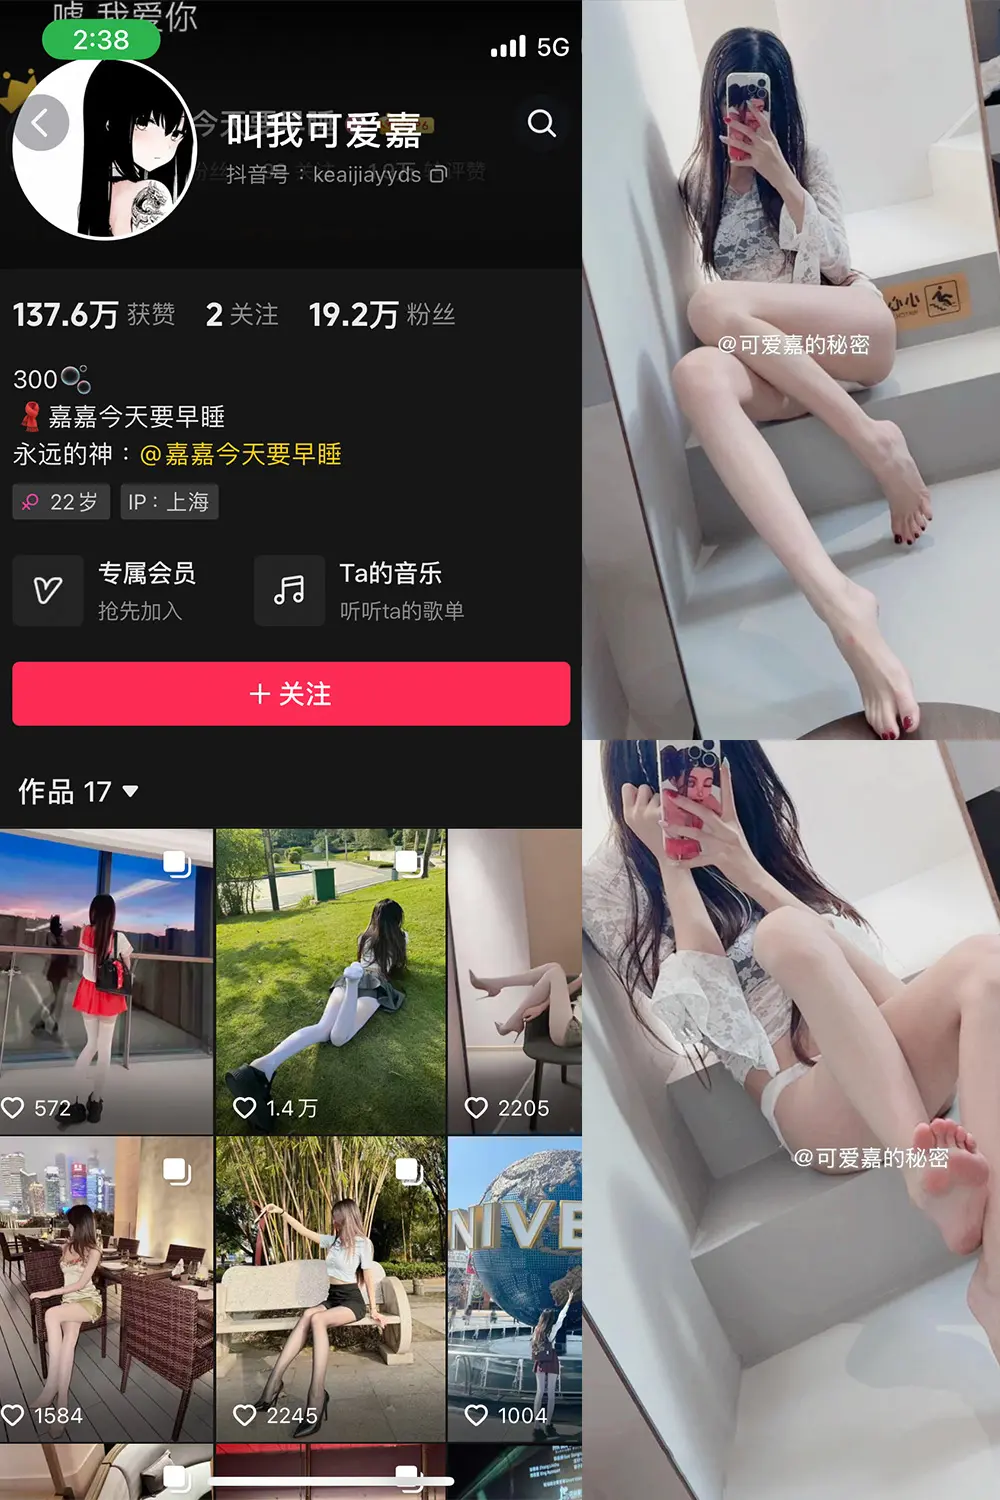 嘘 我爱你
2:38
5G
叫我可爱嘉
抖音号：keaijiayyds
137.6万 获赞 2 关注 19.2万 粉丝
300
嘉嘉今天要早睡
永远的神：@嘉嘉今天要早睡
22岁 IP：上海
专属会员 Ta的音乐
抢先加入 听听ta的歌单
关注
作品 17
572 1.4万 2205
NIVE
1584 2245 1004
小心
@可爱嘉的秘密
@可爱嘉的秘密